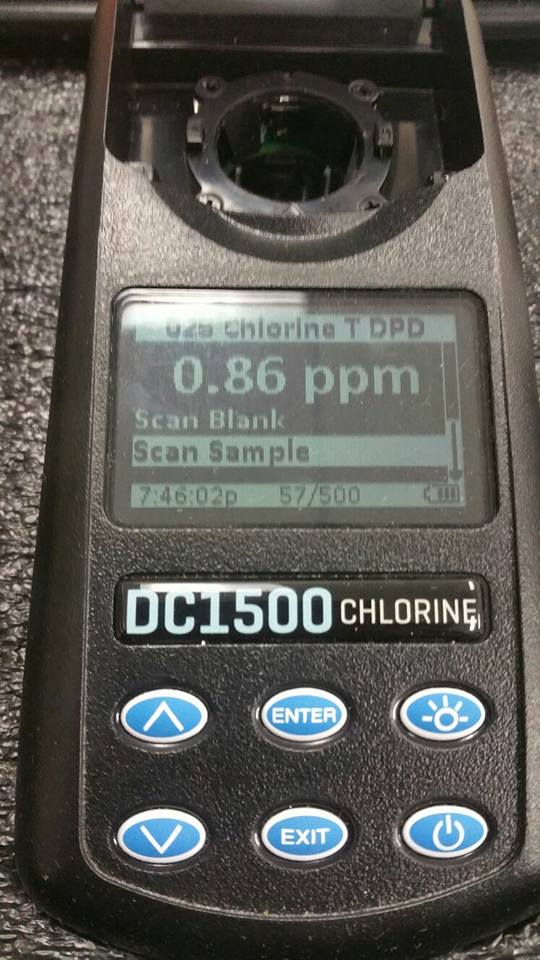 025 Chlorine T DPD
0.86 ppm
Scan Blank
Scan Sample
7:46:02p 57/500
DC1500 CHLORINE
ENTER
EXIT